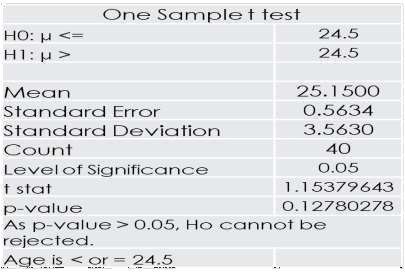 One Sample t test
H0: μ <= 24.5
H1: μ > 24.5
Mean 25.1500
Standard Error 0.5634
Standard Deviation 3.5630
Count 40
Level of Significance 0.05
t stat 1.15379643
p-value 0.12780278
As p-value > 0.05, Ho cannot be
rejected.
Age is < or = 24.5